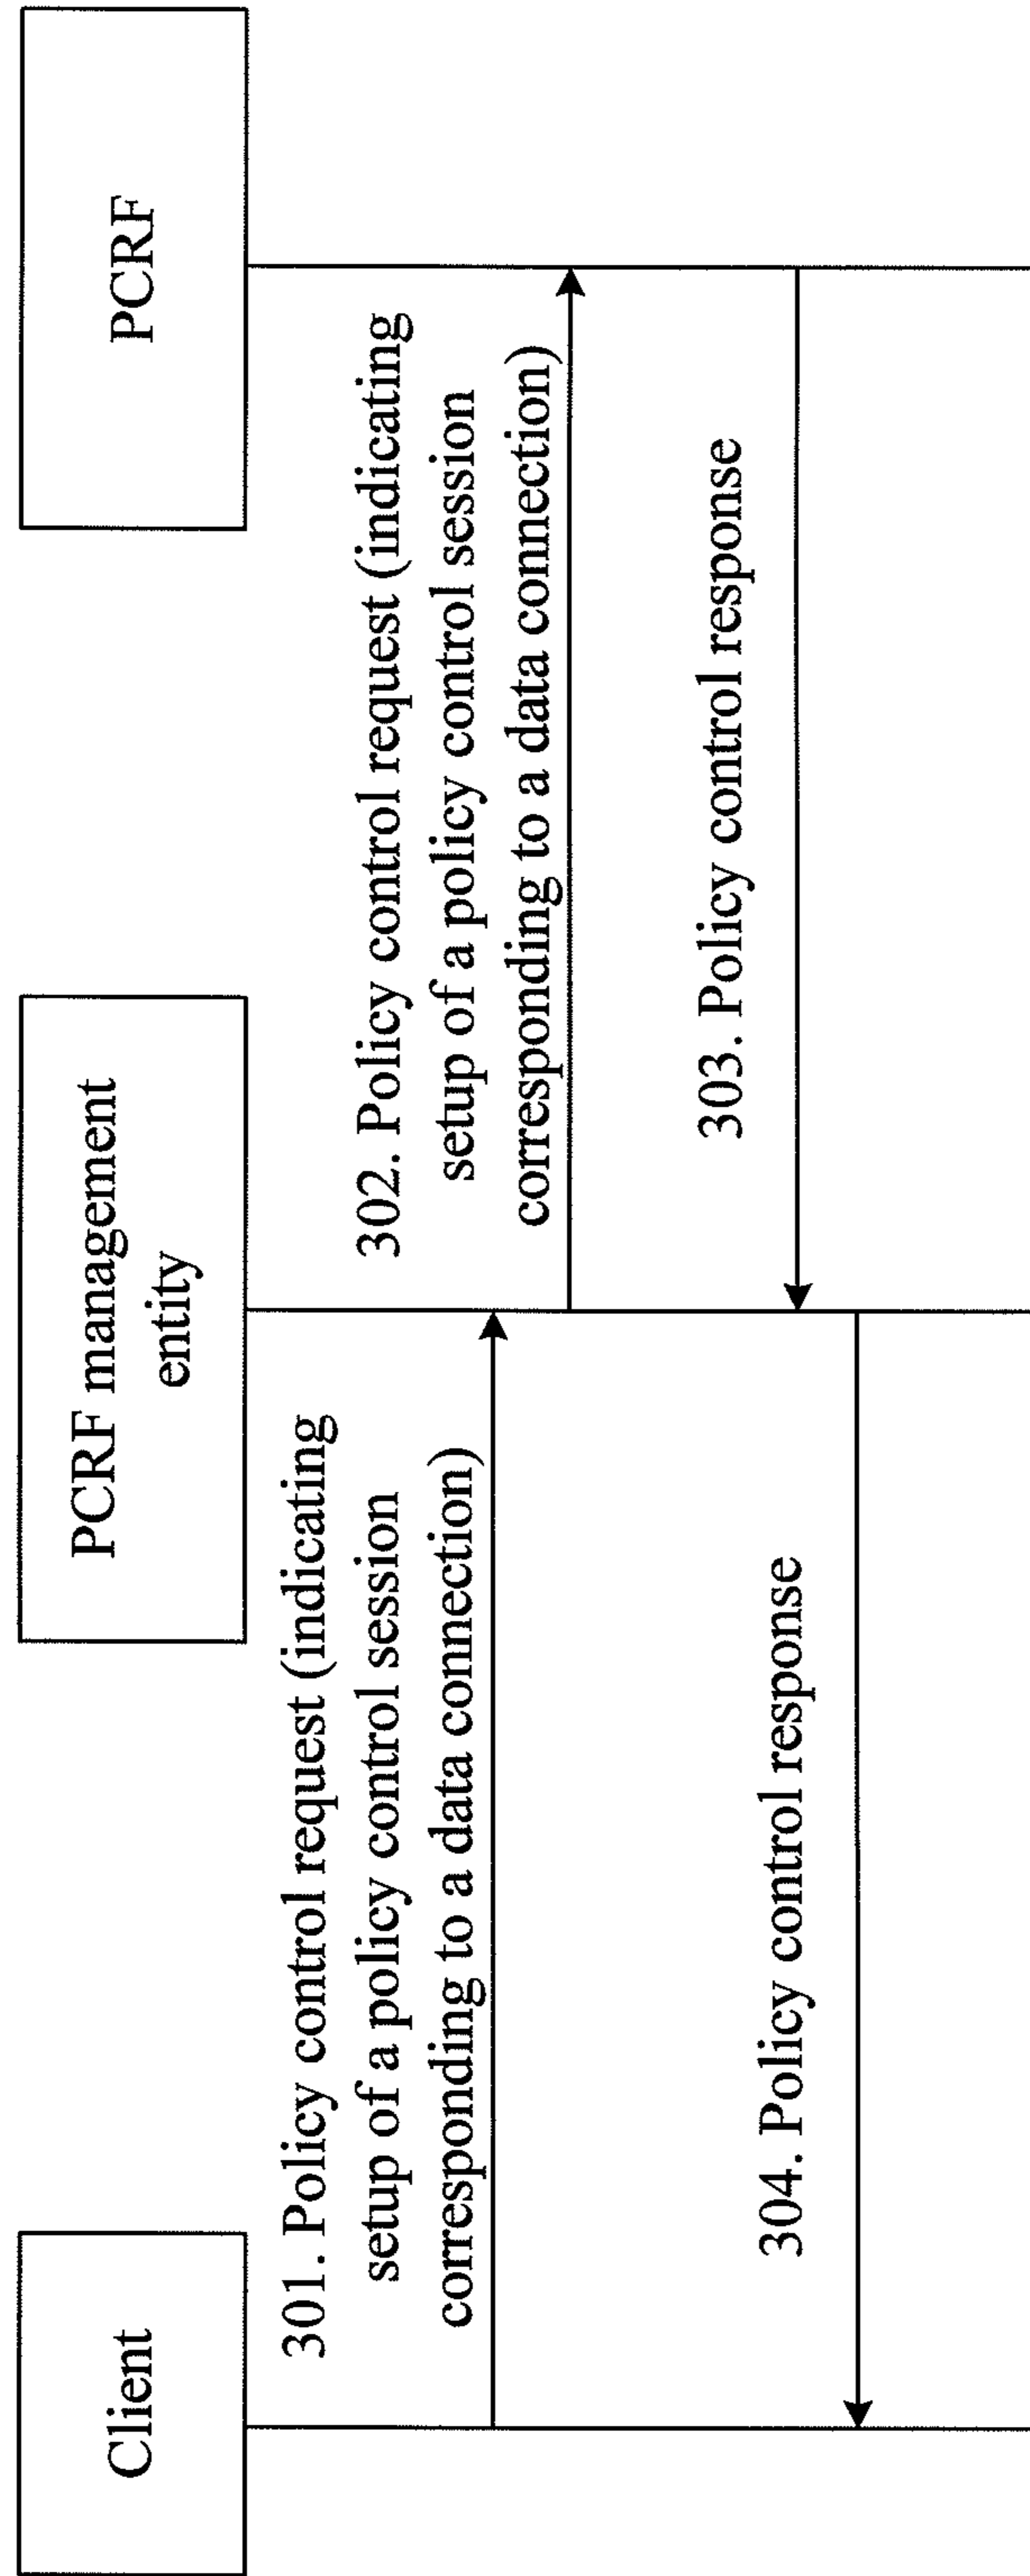 Client
PCRF management
entity
PCRF
301. Policy control request (indicating
setup of a policy control session
corresponding to a data connection)
302. Policy control request (indicating
setup of a policy control session
corresponding to a data connection)
303. Policy control response
304. Policy control response